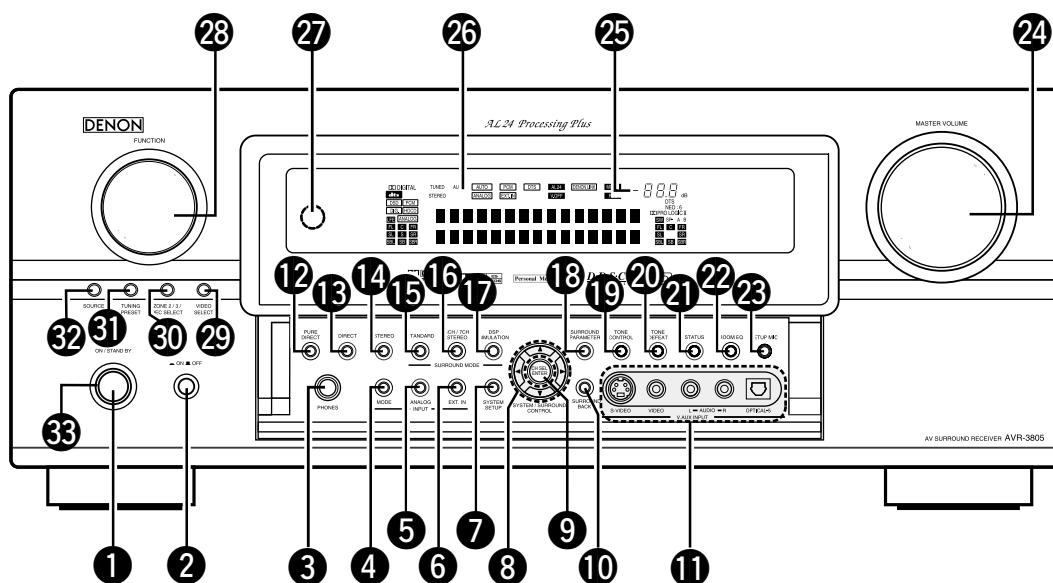 28 27 26 25 24
DENON
FUNCTION
AL24 Processing Plus
MASTER VOLUME
DIGITAL
TUNED AU AUTO PCM DTS AL24
STEREO ANALOG EXT.IN
dB
dts
DSD PCM
DTS
NEO : 6
PRO LOGIC II
12 13 14 15 16 17 18 19 20 21 22 23
SOURCE TUNING PRESET ZONE 2 / 3 / REC SELECT VIDEO SELECT
32 31 30 29
ON / STAND BY
ON OFF
PURE DIRECT DIRECT STEREO STANDARD 5CH / 7CH STEREO DSP SIMULATION SURROUND PARAMETER TONE CONTROL TONE DEFEAT STATUS ROOM EQ SETUP MIC
SURROUND MODE
CH SEL ENTER
PHONES MODE ANALOG EXT. IN SYSTEM SETUP SYSTEM / SURROUND CONTROL SURROUND BACK
INPUT
S-VIDEO VIDEO L AUDIO R OPTICAL-5
V.AUX INPUT
AV SURROUND RECEIVER AVR-3805
33
1 2 3 4 5 6 7 8 9 10 11